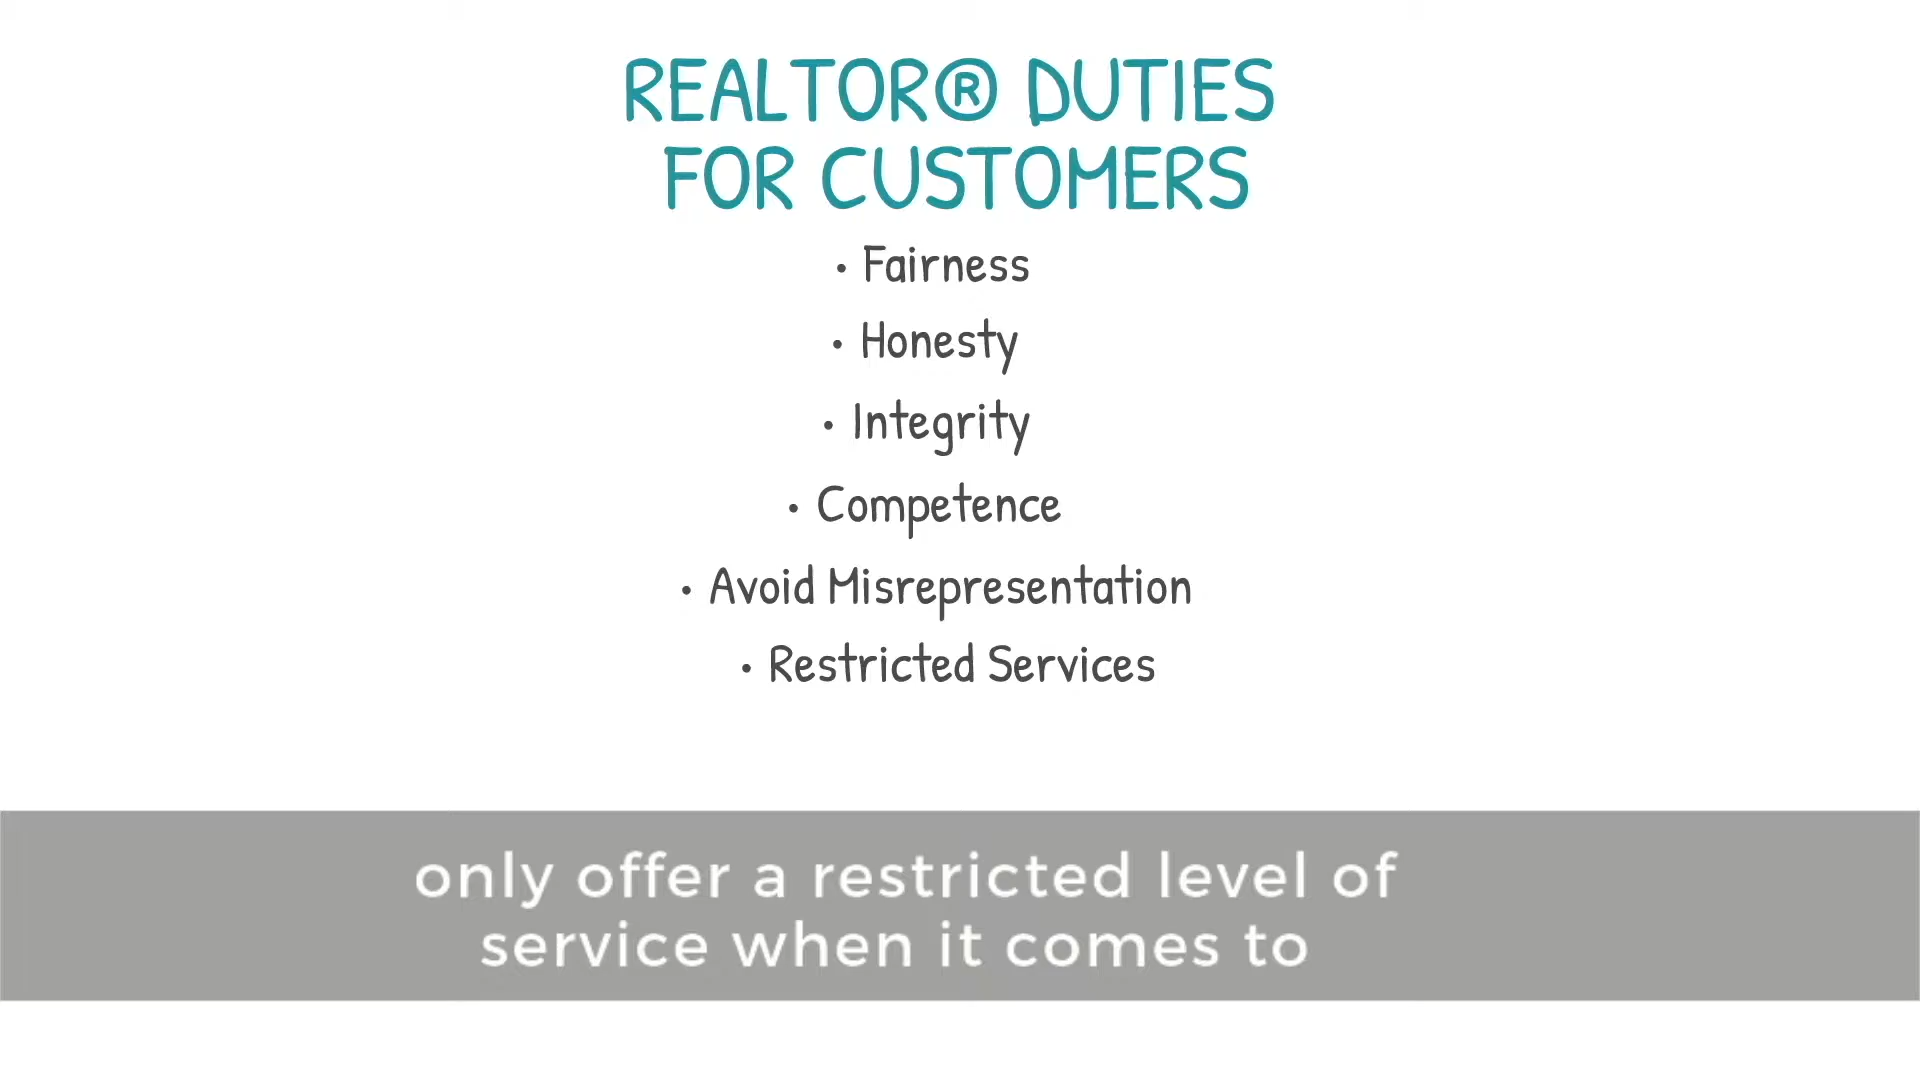 REALTOR® DUTIES
FOR CUSTOMERS
• Fairness
• Honesty
• Integrity
• Competence
• Avoid Misrepresentation
• Restricted Services
only offer a restricted level of
service when it comes to